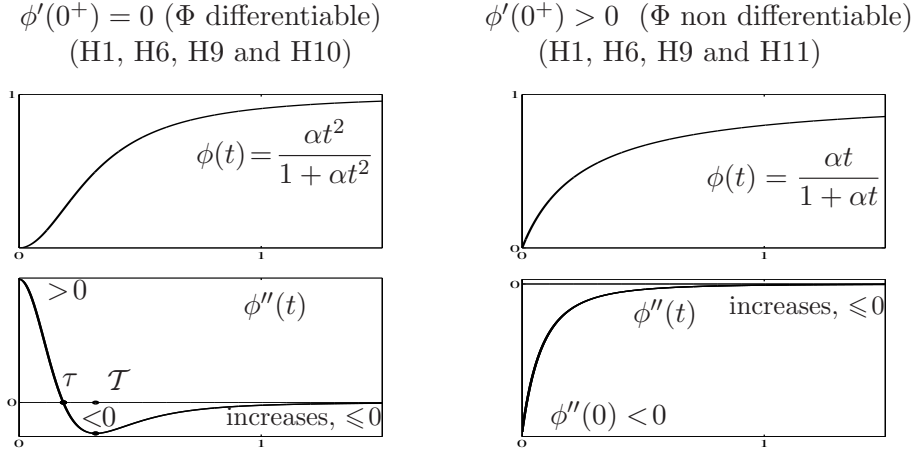 ϕ′(0⁺) = 0 (Φ differentiable)
(H1, H6, H9 and H10)
1
ϕ(t) = αt² / (1 + αt²)
0
0 1
>0
ϕ″(t)
τ 𝒯
0
<0
increases, ⩽0
0 1
ϕ′(0⁺) > 0 (Φ non differentiable)
(H1, H6, H9 and H11)
1
ϕ(t) = αt / (1 + αt)
0
0 1
0
increases, ⩽0
ϕ″(t)
ϕ″(0) <0
0 1